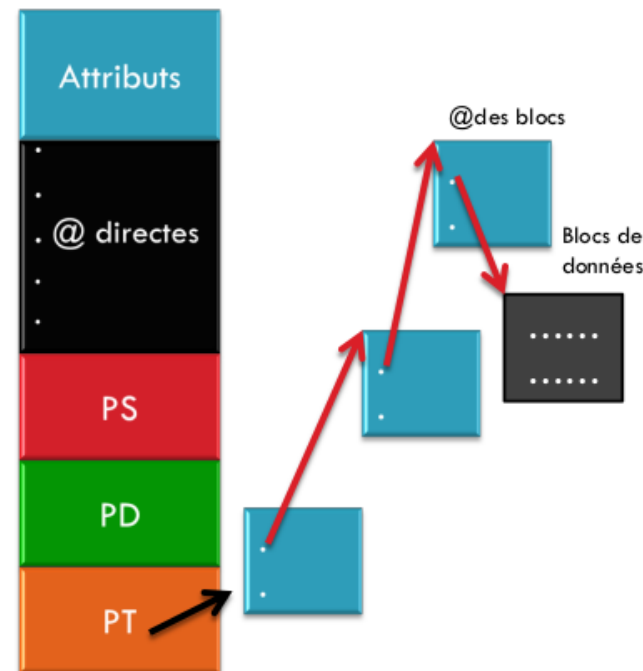 Attributs
@ directes
PS
PD
PT
@des blocs
Blocs de
données